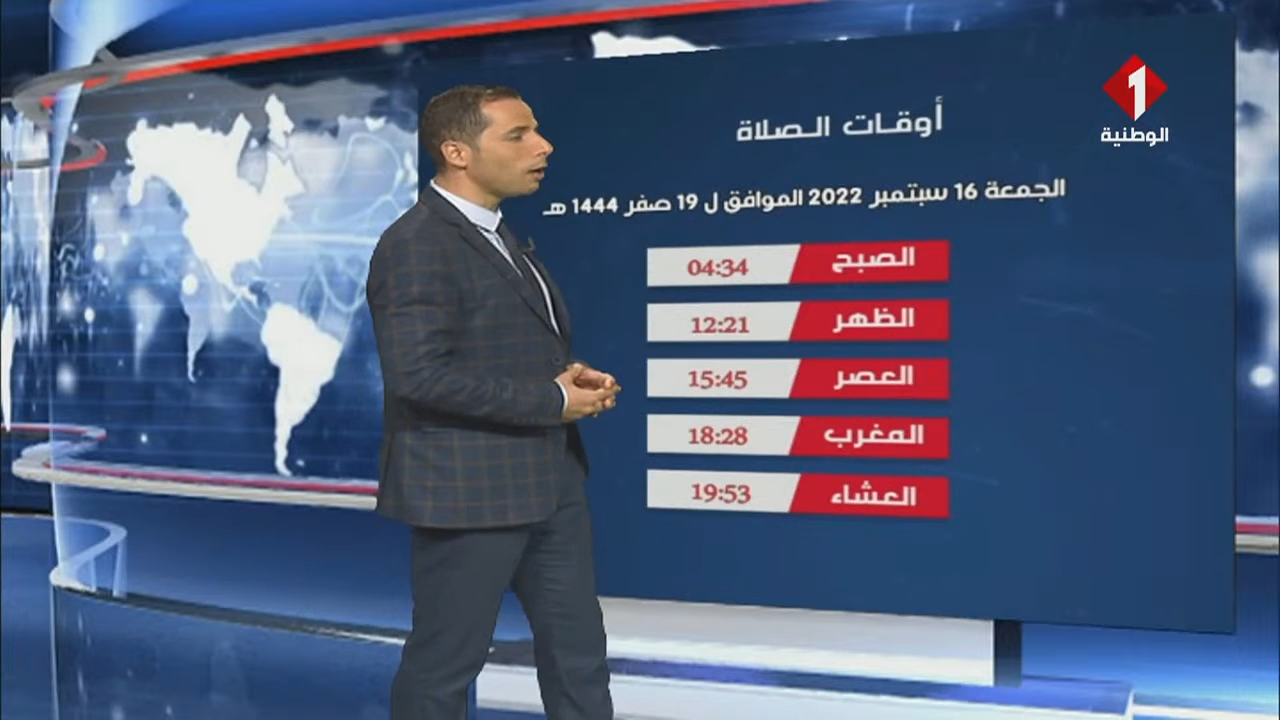 1
الوطنية
أوقات الصلاة
الجمعة 16 سبتمبر 2022 الموافق ل 19 صفر 1444 هـ
الصبح 04:34
الظهر 12:21
العصر 15:45
المغرب 18:28
العشاء 19:53